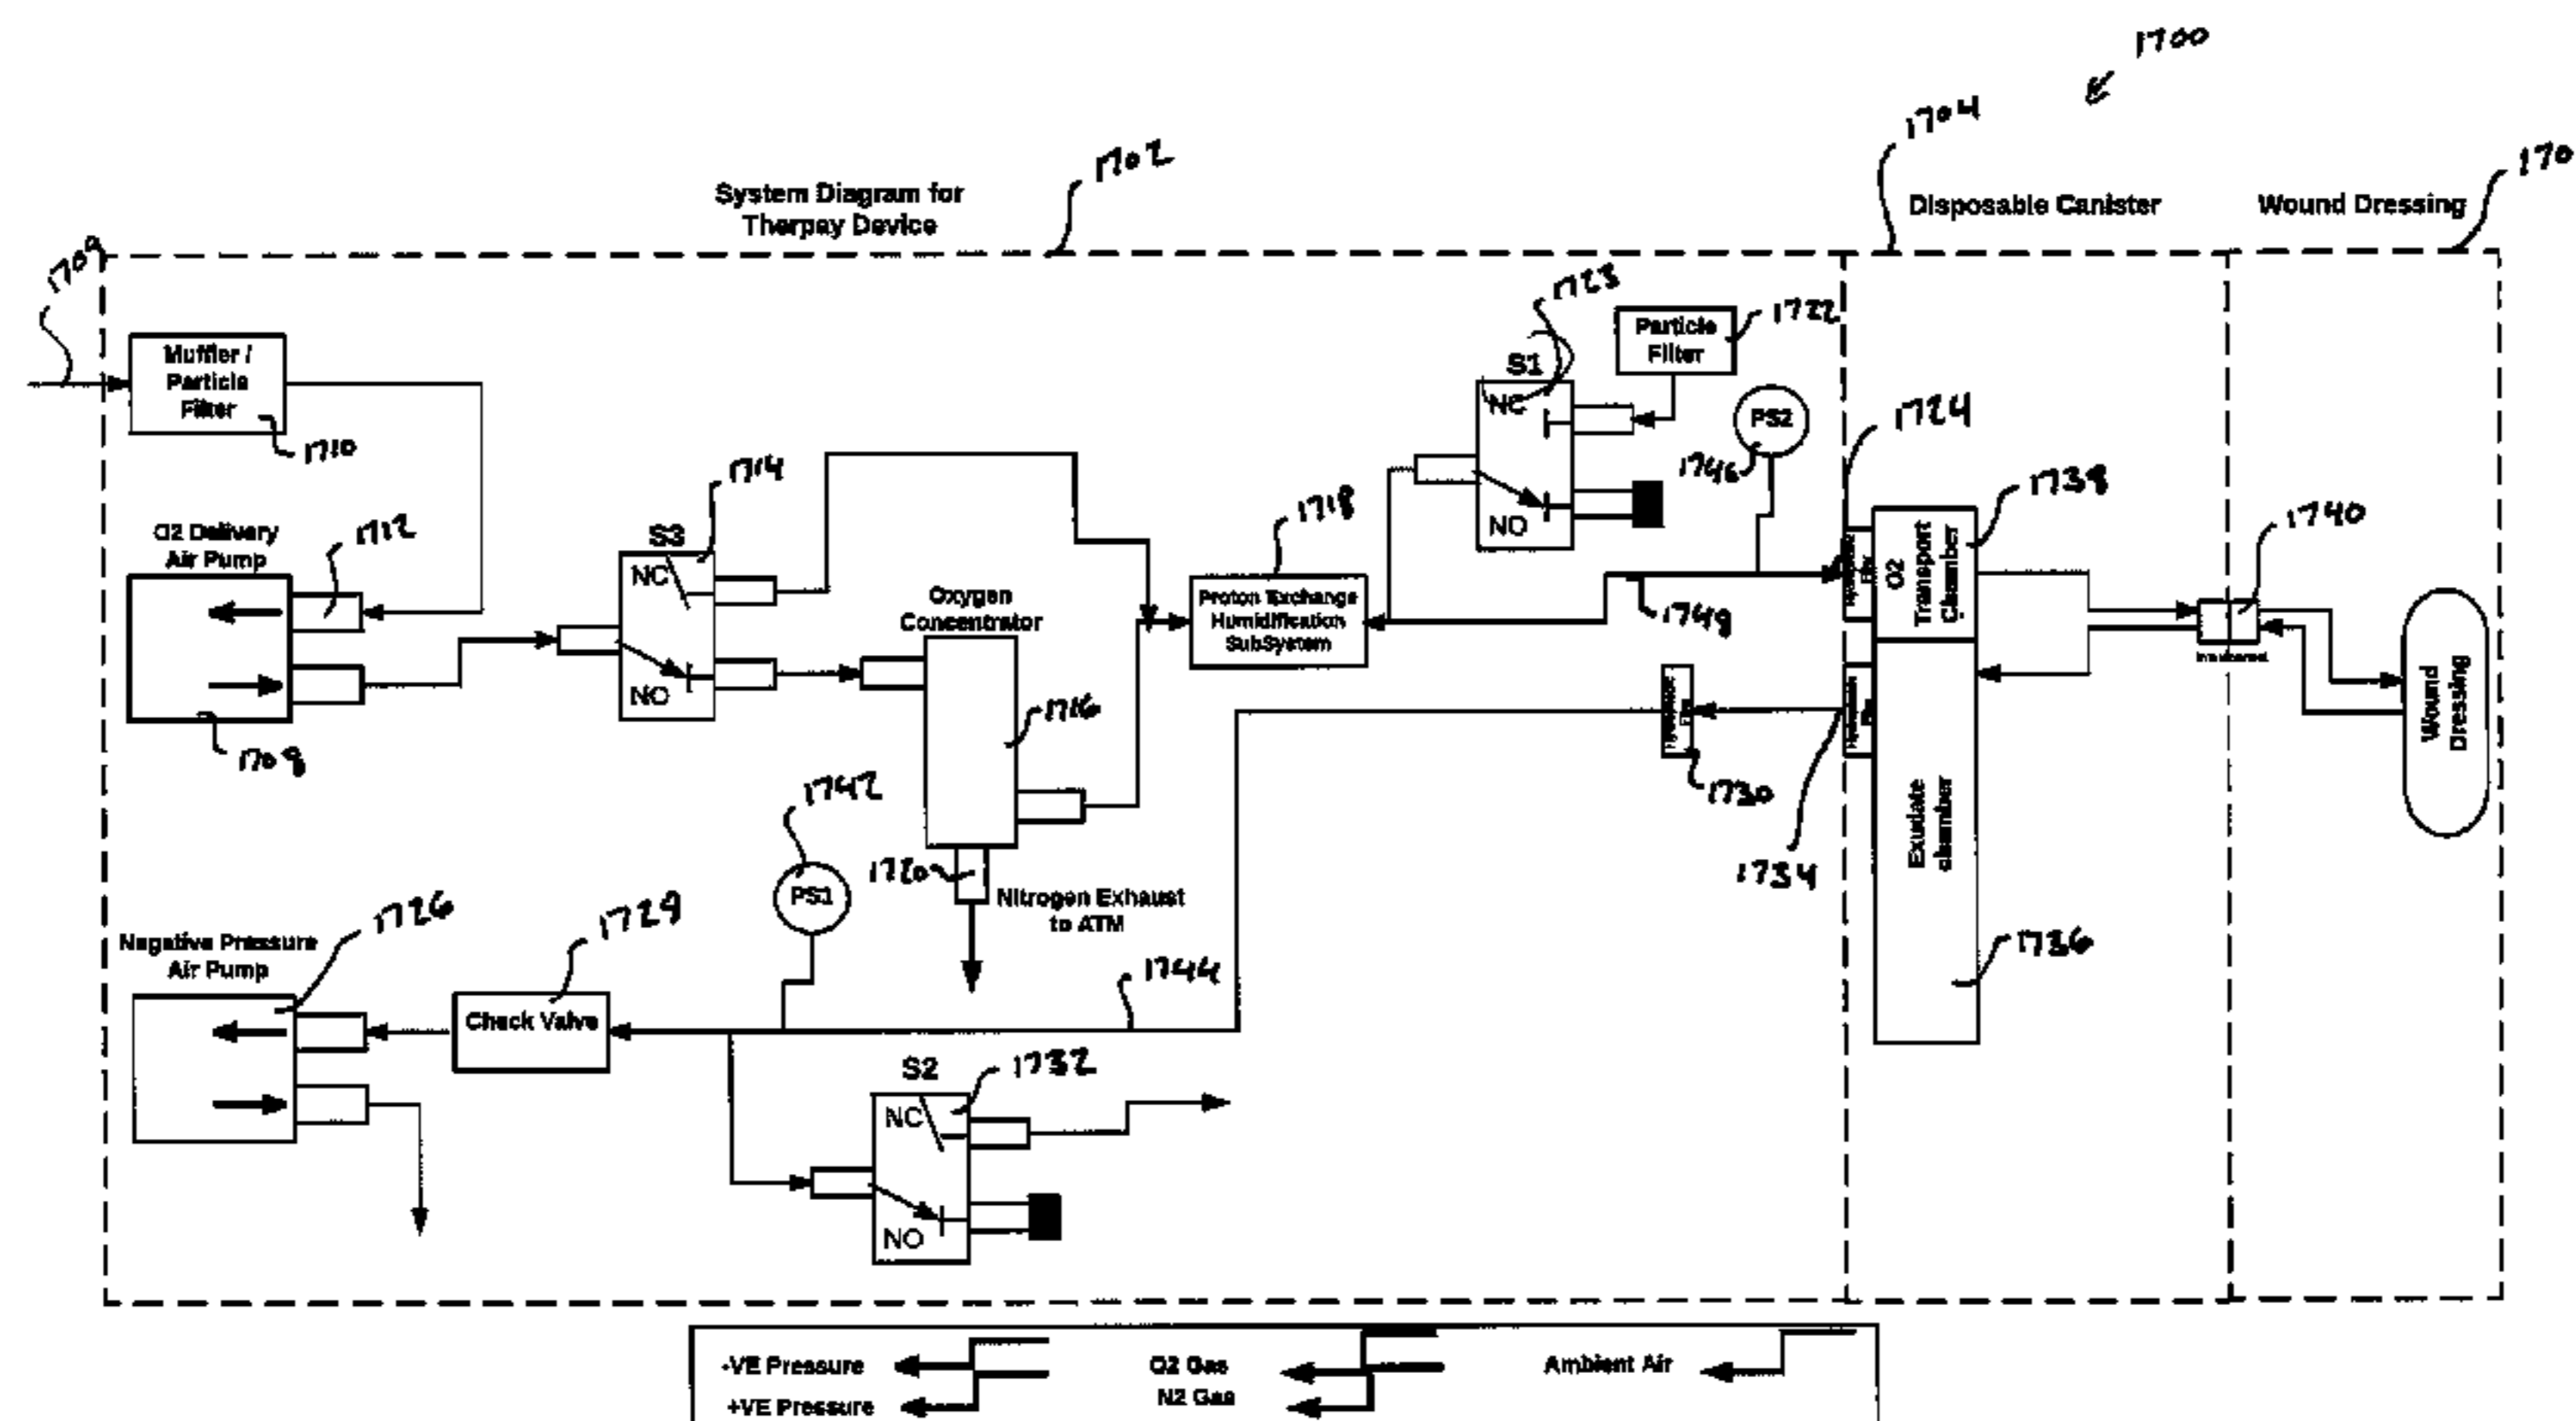 1700
1704
1702
170
System Diagram for
Therpay Device
Disposable Canister
Wound Dressing
1709
1723
1722
Muffler /
Particle
Filter
1710
Particle
Filter
S1
NC
NO
PS2
1746
1724
1714
1738
1740
O2 Delivery
Air Pump
1712
S3
NC
NO
1718
Oxygen
Concentrator
Proton Exchange
Humidification
SubSystem
1748
O2
Transport
Chamber
1708
1716
1730
1734
Wound
Dressing
1742
PS1
1720
Nitrogen Exhaust
to ATM
Exudate
chamber
1736
Negative Pressure
Air Pump
1726
1728
Check Valve
1744
S2
1732
NC
NO
-VE Pressure
O2 Gas
Ambient Air
+VE Pressure
N2 Gas